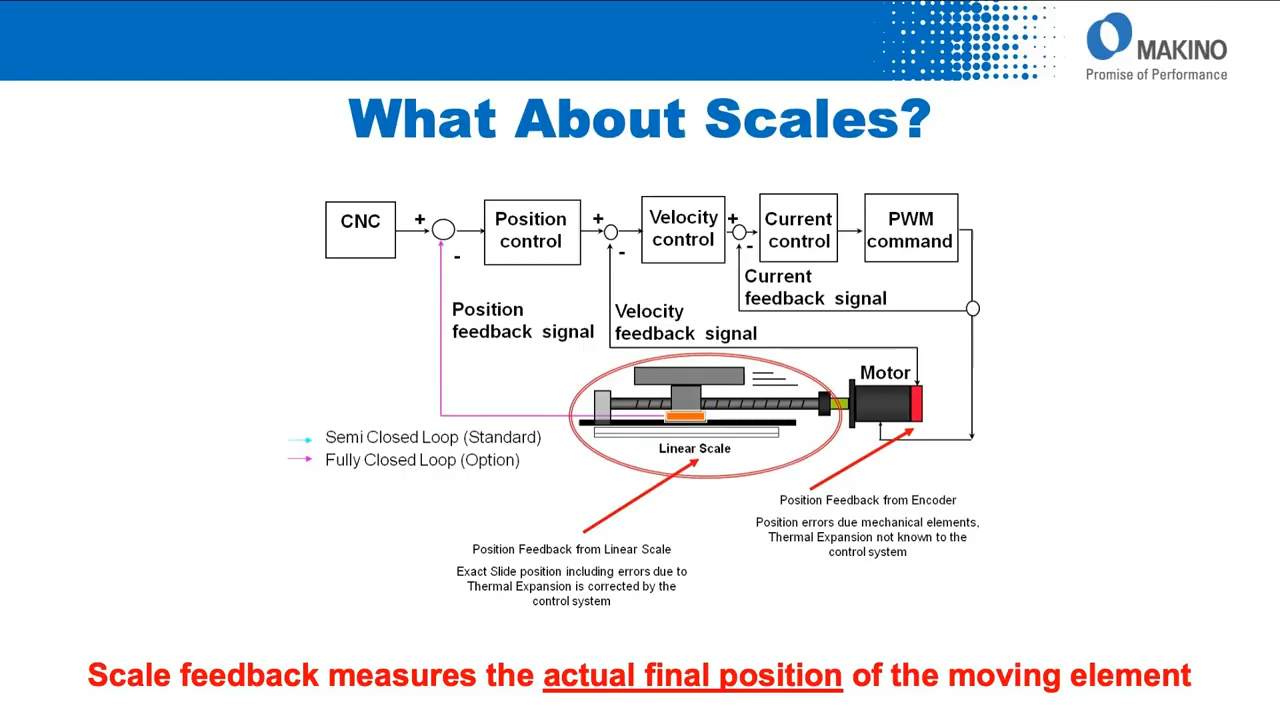 MAKINO
Promise of Performance
What About Scales?
CNC
+
-
Position
control
+
-
Velocity
control
+
-
Current
control
PWM
command
Current
feedback signal
Position
feedback signal
Velocity
feedback signal
Motor
Linear Scale
Semi Closed Loop (Standard)
Fully Closed Loop (Option)
Position Feedback from Encoder
Position errors due mechanical elements,
Thermal Expansion not known to the
control system
Position Feedback from Linear Scale
Exact Slide position including errors due to
Thermal Expansion is corrected by the
control system
Scale feedback measures the actual final position of the moving element